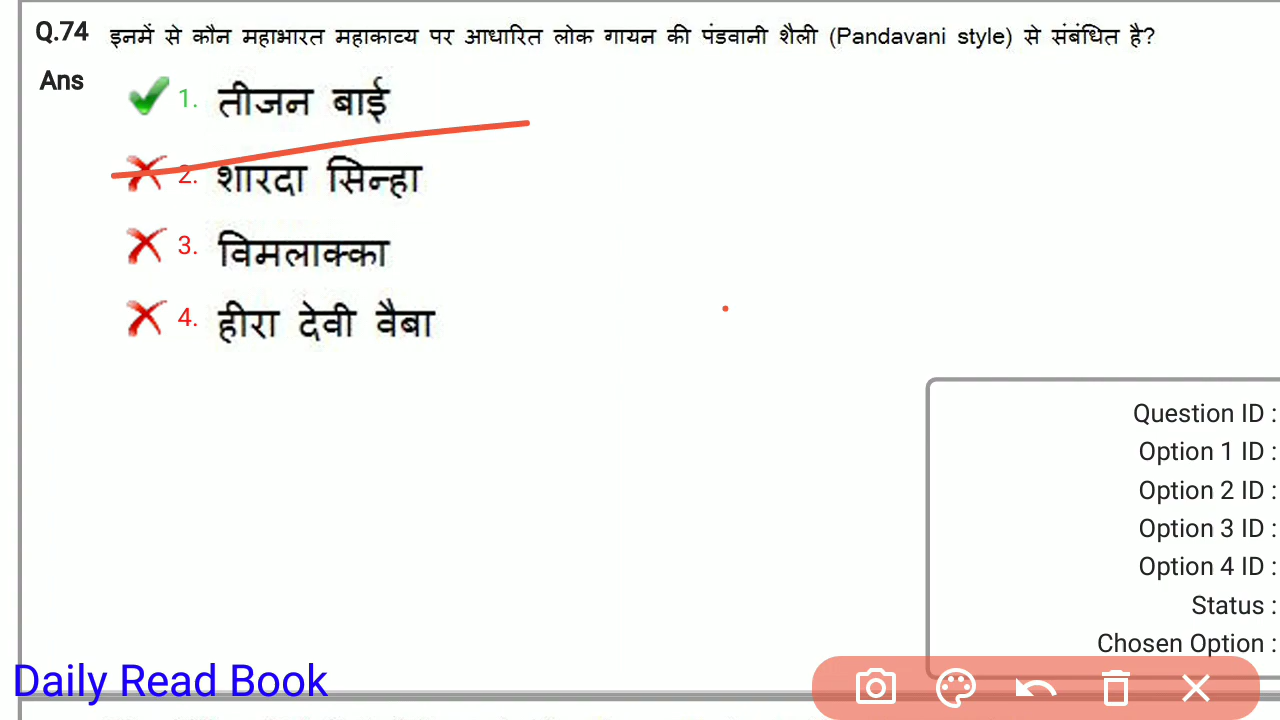 Q.74 इनमें से कौन महाभारत महाकाव्य पर आधारित लोक गायन की पंडवानी शैली (Pandavani style) से संबंधित है?
Ans
1. तीजन बाई
2. शारदा सिन्हा
3. विमलाक्का
4. हीरा देवी वैबा
Question ID :
Option 1 ID :
Option 2 ID :
Option 3 ID :
Option 4 ID :
Status :
Chosen Option :
Daily Read Book